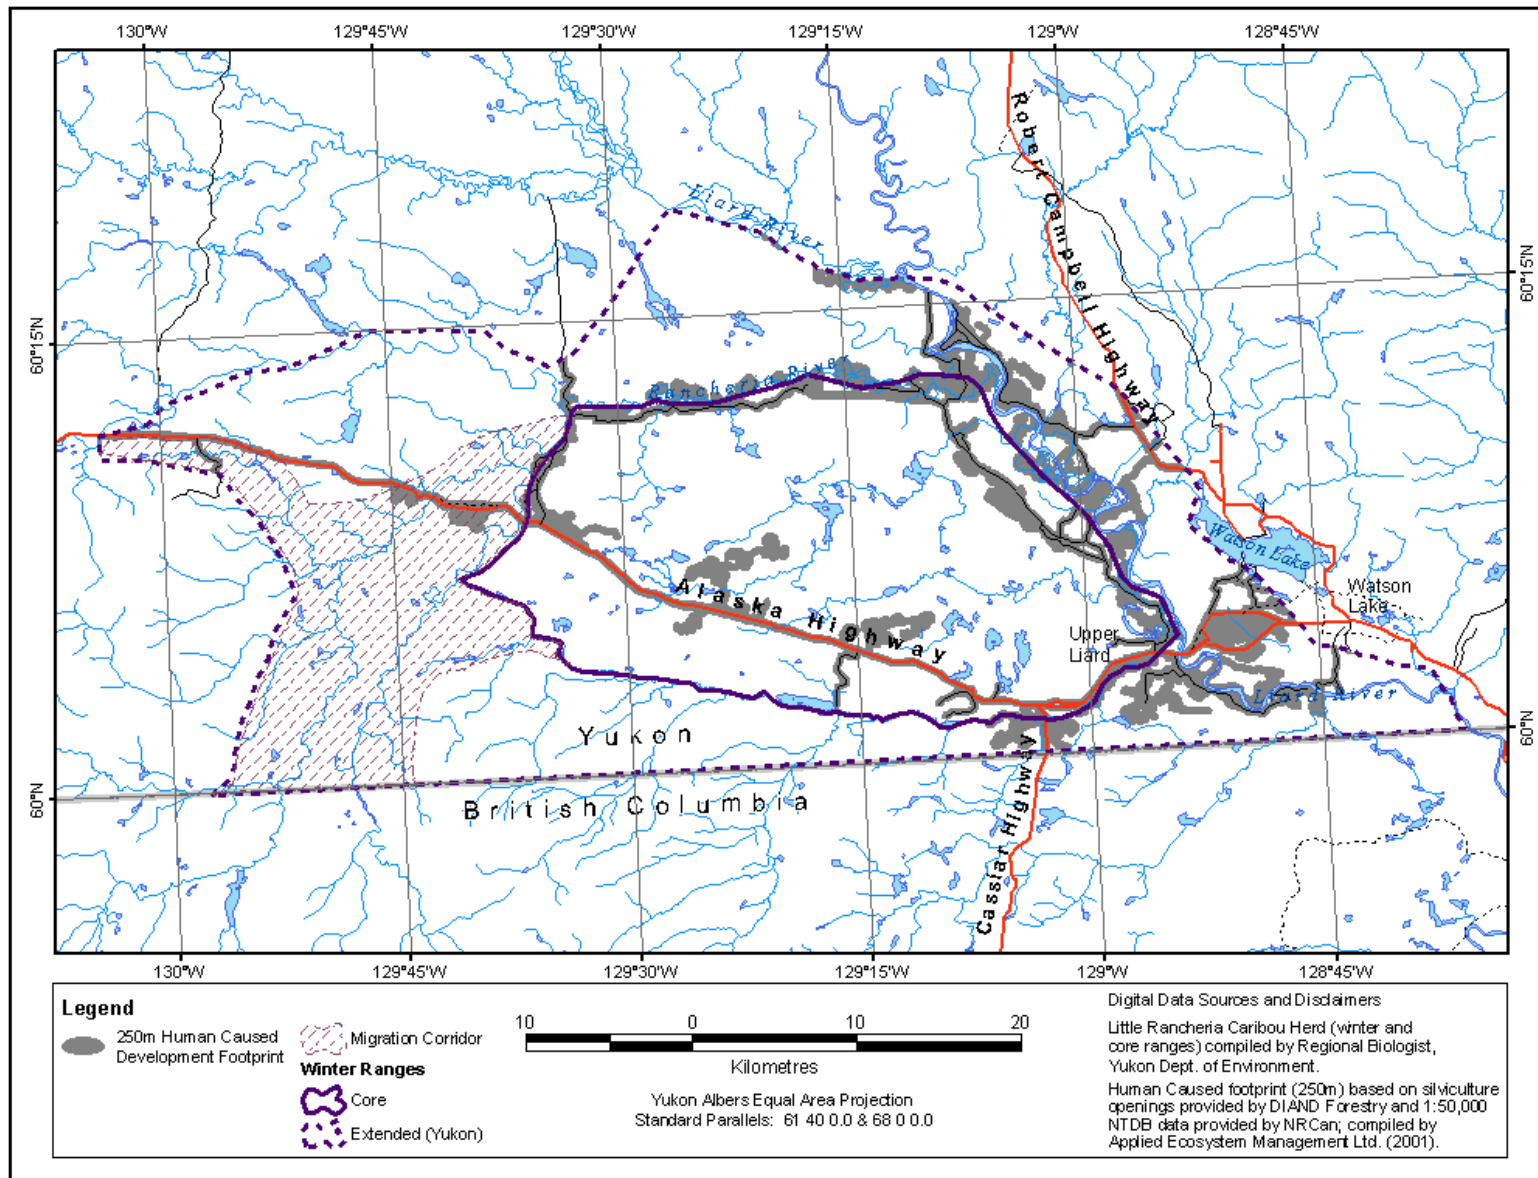 130°W 129°45'W 129°30'W 129°15'W 129°W 128°45'W
Robert Campbell Highway
Liard River
60°15'N
60°15'N
Rancheria River
Watson Lake
Watson
Lake
Alaska Highway
Upper
Liard
Liard River
Yukon
60°N
60°N
British Columbia
Cassiar Highway
130°W 129°45'W 129°30'W 129°15'W 129°W 128°45'W
Legend
250m Human Caused
Development Footprint
Migration Corridor
Winter Ranges
Core
Extended (Yukon)
10 0 10 20
Kilometres
Yukon Albers Equal Area Projection
Standard Parallels: 61 40 0.0 & 68 0 0.0
Digital Data Sources and Disclaimers
Little Rancheria Caribou Herd (winter and
core ranges) compiled by Regional Biologist,
Yukon Dept. of Environment.
Human Caused footprint (250m) based on silviculture
openings provided by DIAND Forestry and 1:50,000
NTDB data provided by NRCan; compiled by
Applied Ecosystem Management Ltd. (2001).